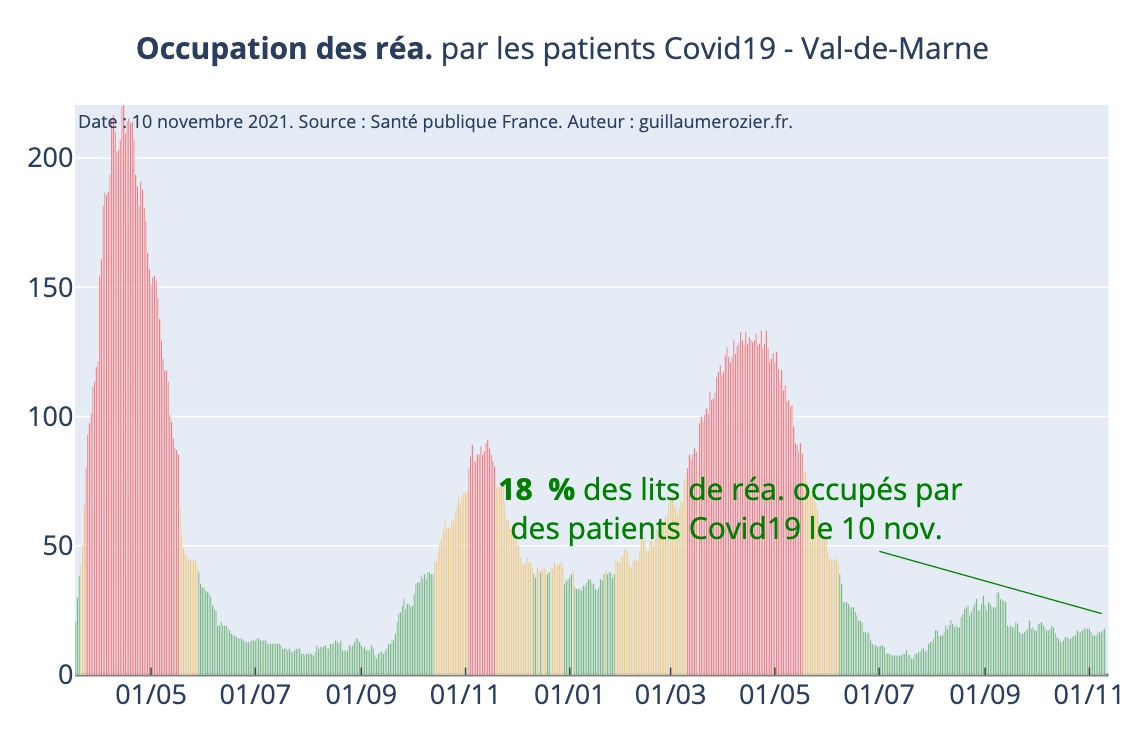 Occupation des réa. par les patients Covid19 - Val-de-Marne
Date : 10 novembre 2021. Source : Santé publique France. Auteur : guillaumerozier.fr.
200
150
100
50
0
18 % des lits de réa. occupés par
des patients Covid19 le 10 nov.
01/05 01/07 01/09 01/11 01/01 01/03 01/05 01/07 01/09 01/11